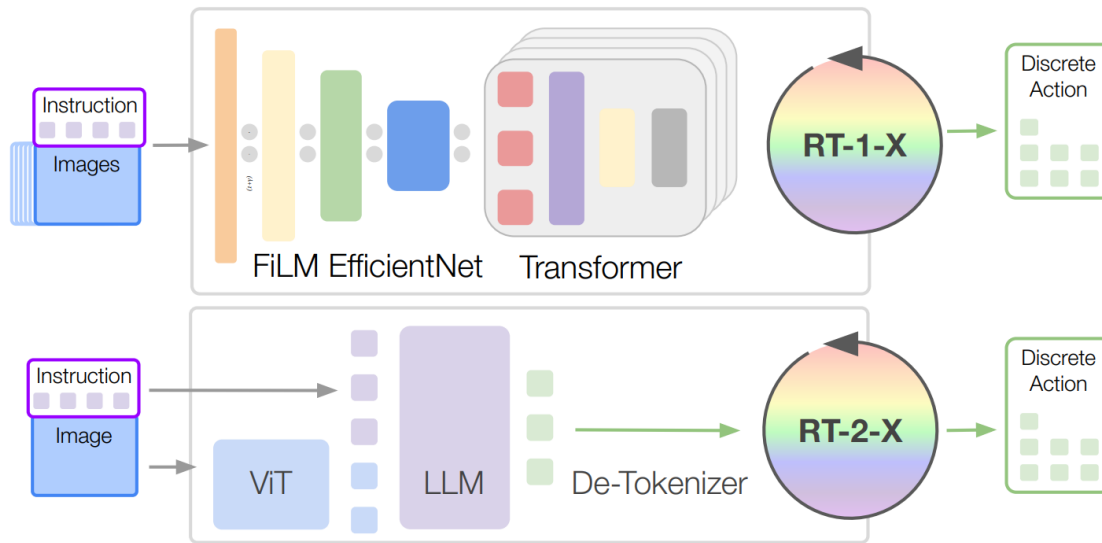 Instruction
Images
FiLM EfficientNet
Transformer
RT-1-X
Discrete
Action
Instruction
Image
ViT
LLM
De-Tokenizer
RT-2-X
Discrete
Action